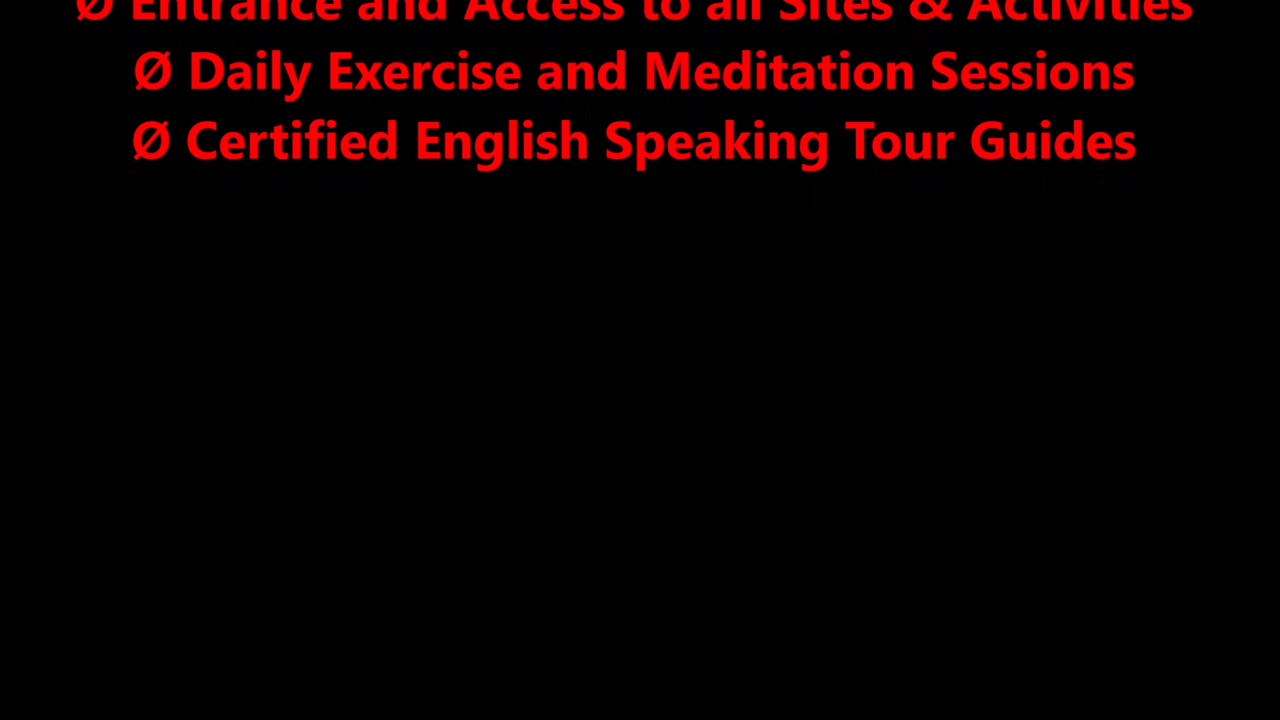 Ø Entrance and Access to all Sites & Activities
Ø Daily Exercise and Meditation Sessions
Ø Certified English Speaking Tour Guides